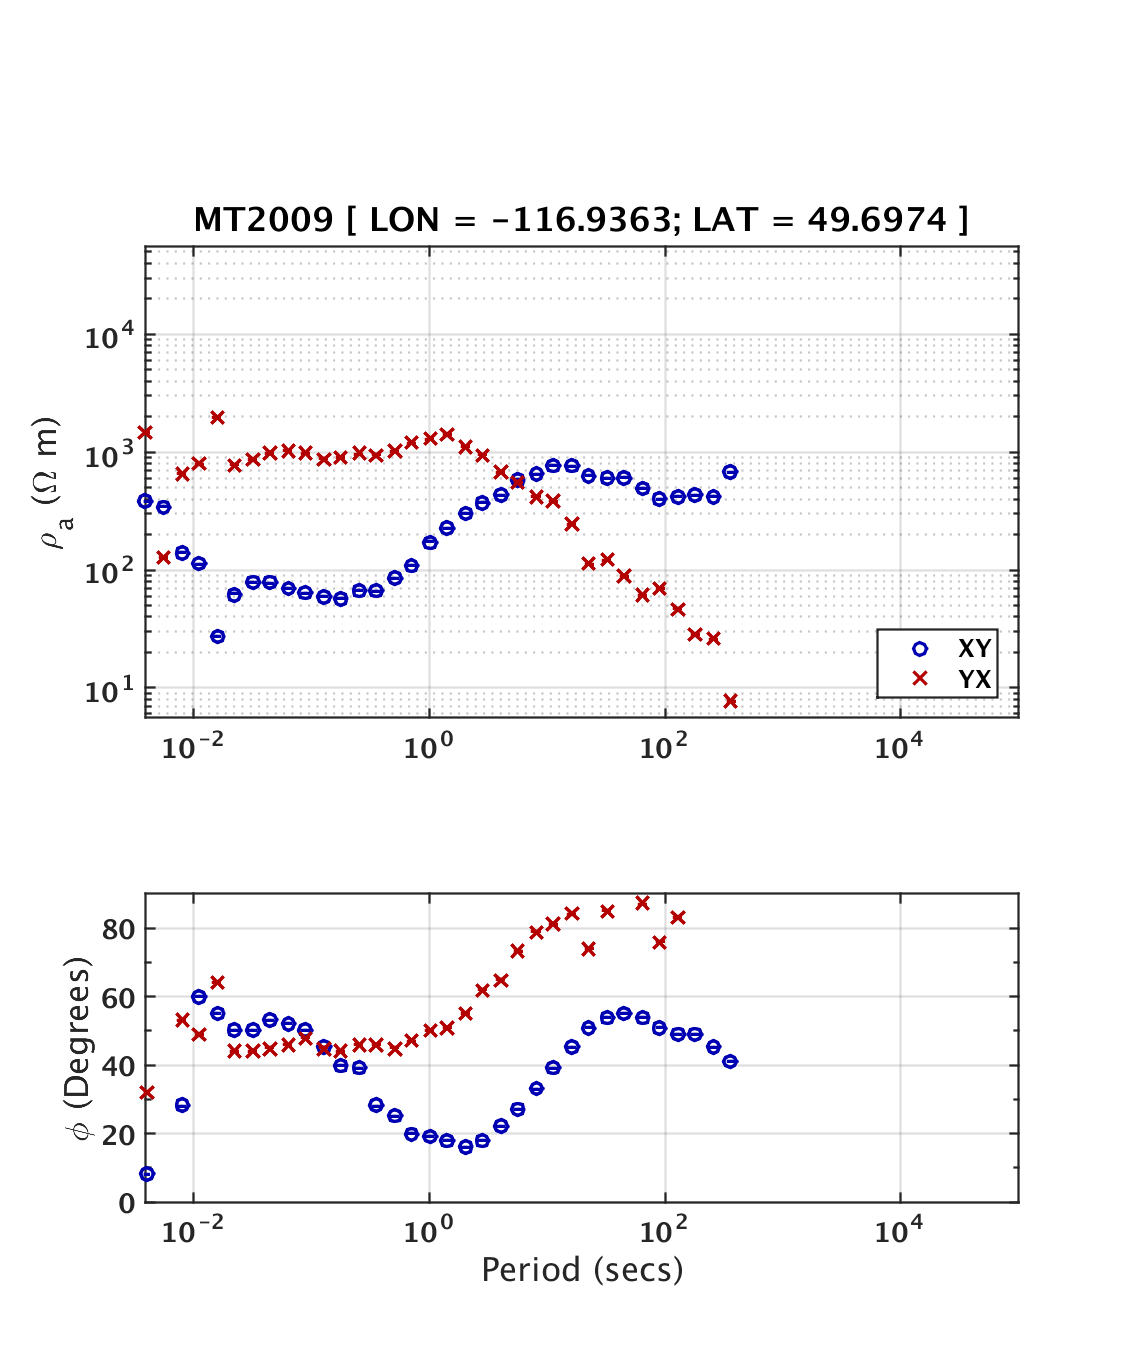 MT2009 [ LON = -116.9363; LAT = 49.6974 ]
ρa (Ω m)
10^4
10^3
10^2
10^1
XY
YX
10^-2 10^0 10^2 10^4
ϕ (Degrees)
80
60
40
20
0
10^-2 10^0 10^2 10^4
Period (secs)